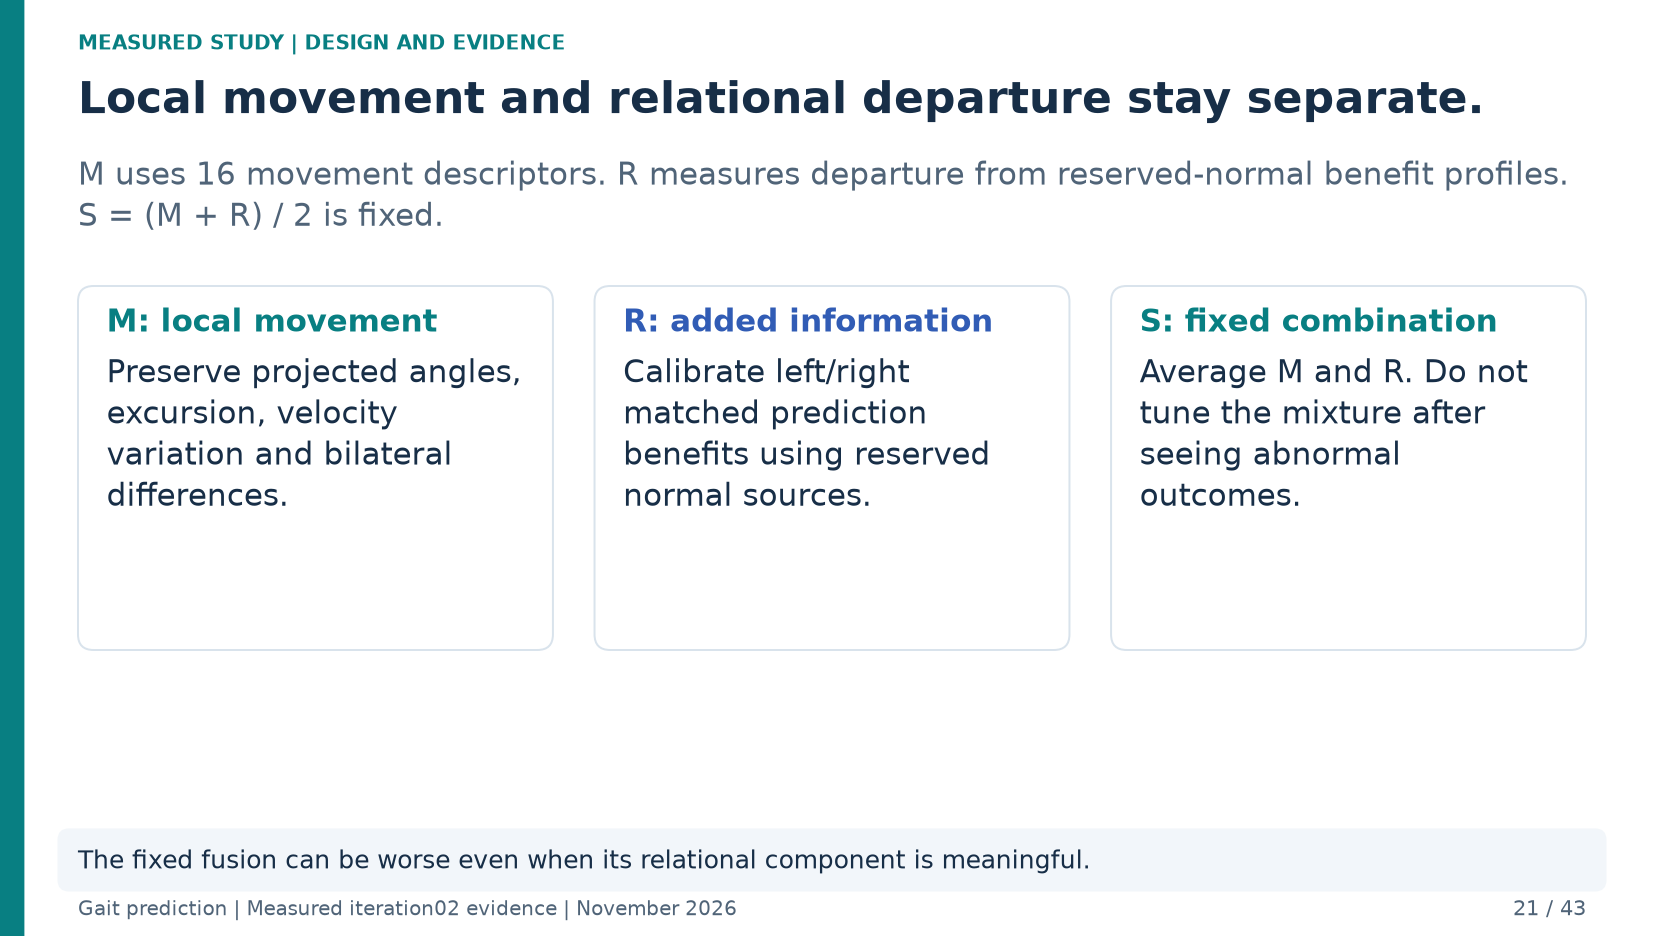 MEASURED STUDY | DESIGN AND EVIDENCE
Local movement and relational departure stay separate.
M uses 16 movement descriptors. R measures departure from reserved-normal benefit profiles.
S = (M + R) / 2 is fixed.
M: local movement
Preserve projected angles,
excursion, velocity
variation and bilateral
differences.
R: added information
Calibrate left/right
matched prediction
benefits using reserved
normal sources.
S: fixed combination
Average M and R. Do not
tune the mixture after
seeing abnormal
outcomes.
The fixed fusion can be worse even when its relational component is meaningful.
Gait prediction | Measured iteration02 evidence | November 2026
21 / 43